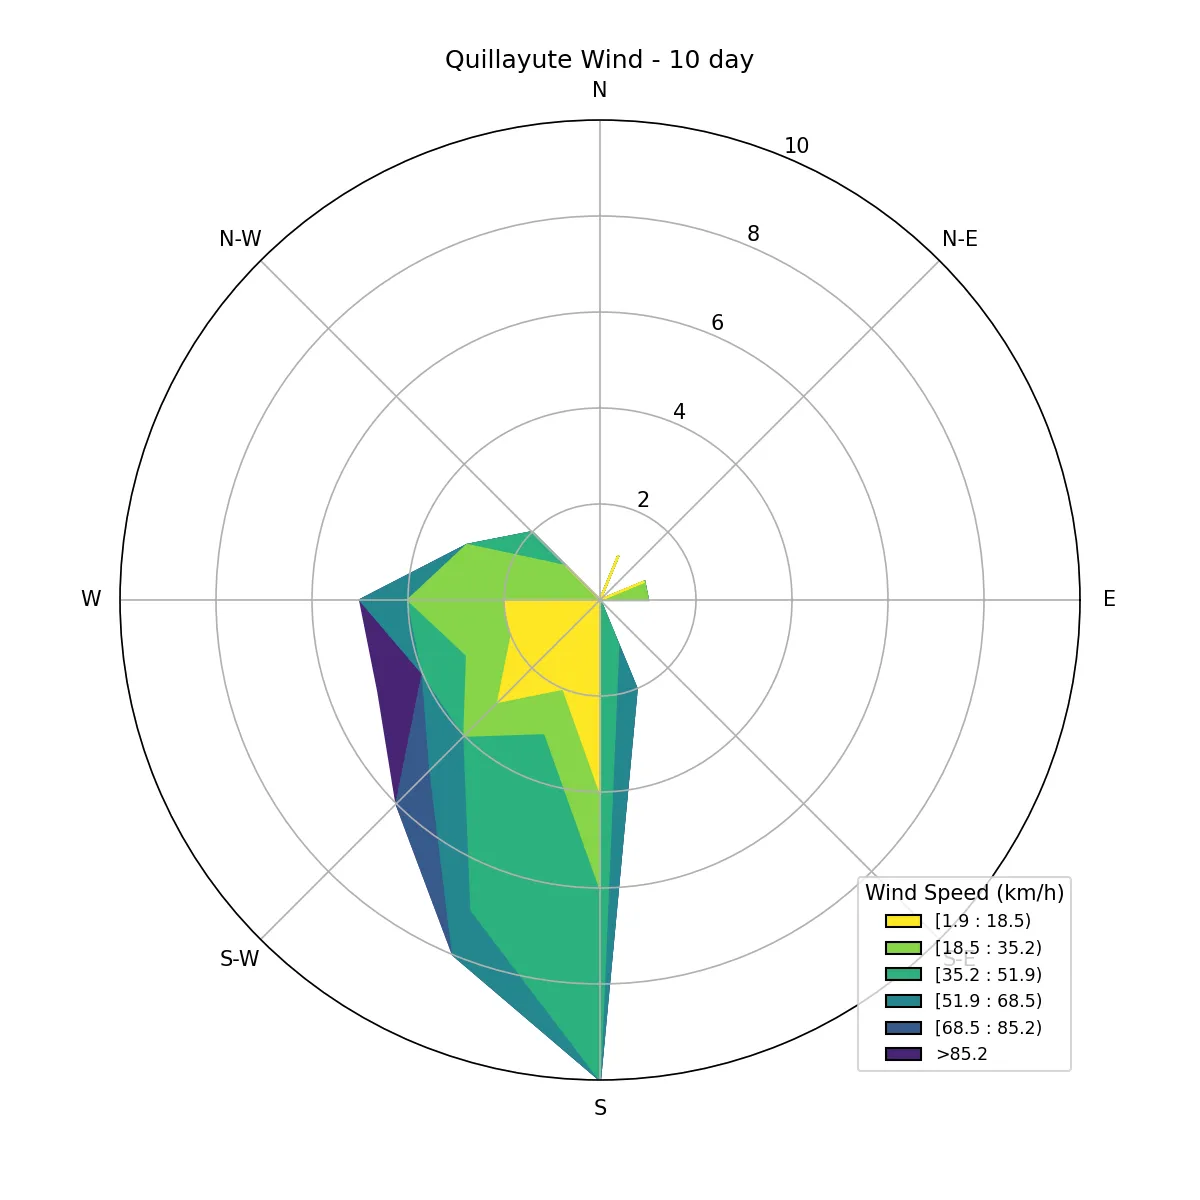 Quillayute Wind - 10 day
N
10
N-W
8
N-E
6
4
2
W
E
Wind Speed (km/h)
[1.9 : 18.5)
[18.5 : 35.2)
S-W
S-E
[35.2 : 51.9)
[51.9 : 68.5)
[68.5 : 85.2)
>85.2
S